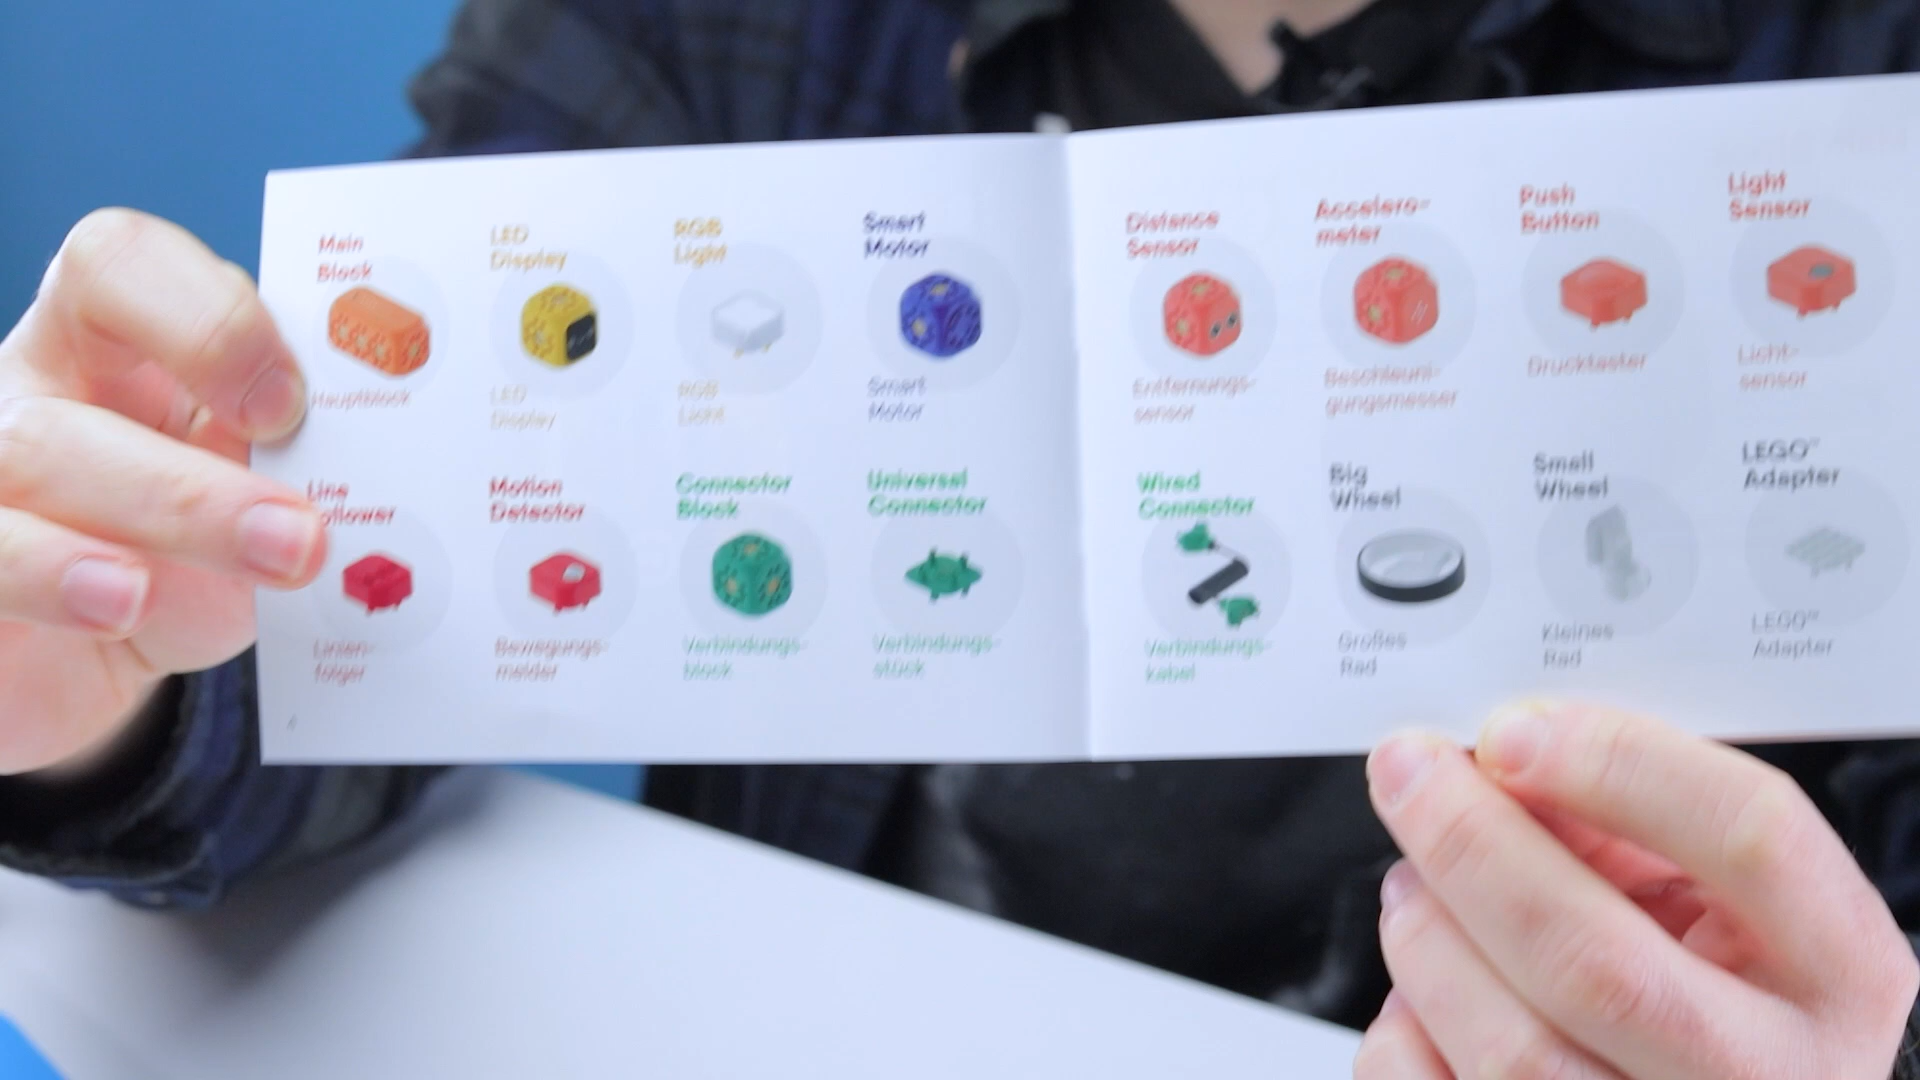 Main
Block
Hauptblock
LED
Display
LED
Display
RGB
Light
RGB
Licht
Smart
Motor
Smart
Motor
Line
Follower
Linien-
folger
Motion
Detector
Bewegungs-
melder
Connector
Block
Verbindungs-
block
Universal
Connector
Verbindungs-
stück
4
Distance
Sensor
Entfernungs-
sensor
Accelero-
meter
Beschleuni-
gungsmesser
Push
Button
Drucktaster
Light
Sensor
Licht-
sensor
Wired
Connector
Verbindungs-
kabel
Big
Wheel
Großes
Rad
Small
Wheel
Kleines
Rad
LEGO™
Adapter
LEGO™
Adapter